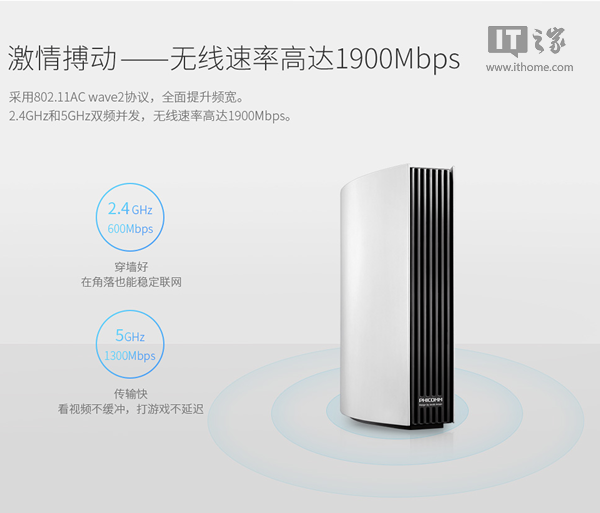 IT之家
www.ithome.com
激情搏动——无线速率高达1900Mbps
采用802.11AC wave2协议，全面提升频宽。
2.4GHz和5GHz双频并发，无线速率高达1900Mbps。
2.4 GHz
600Mbps
穿墙好
在角落也能稳定联网
5GHz
1300Mbps
传输快
看视频不缓冲，打游戏不延迟
PHICOMM